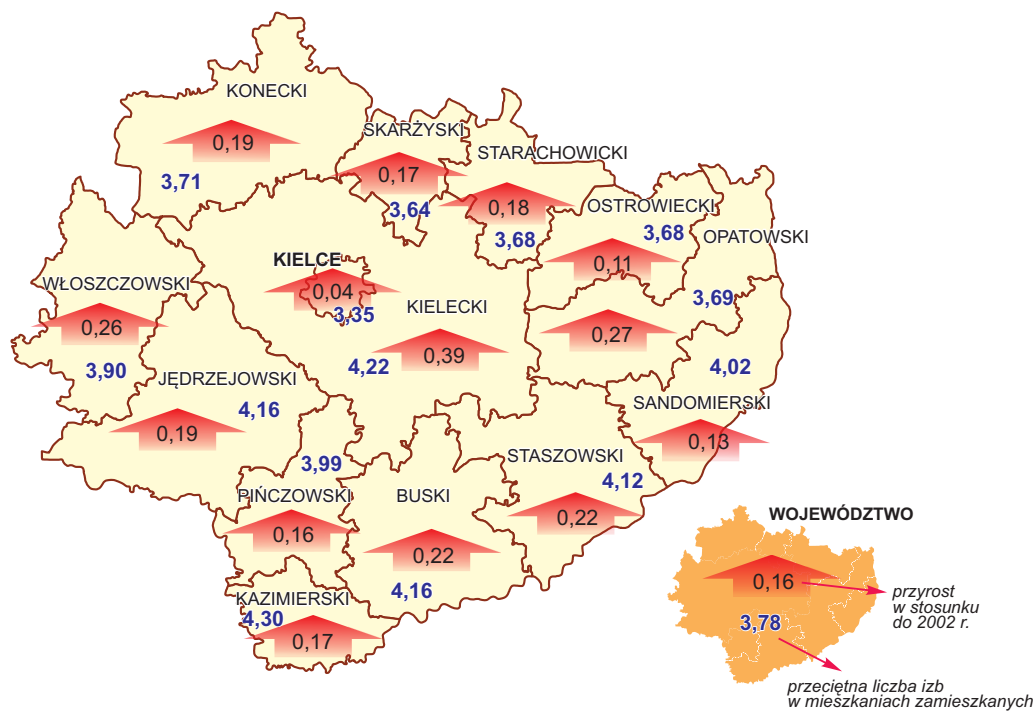 KONECKI
0,19
3,71
SKARŻYSKI
0,17
3,64
STARACHOWICKI
0,18
3,68
OSTROWIECKI
3,68
0,11
OPATOWSKI
3,69
0,27
KIELCE
0,04
3,35
KIELECKI
4,22
0,39
WŁOSZCZOWSKI
0,26
3,90
JĘDRZEJOWSKI
4,16
0,19
4,02
SANDOMIERSKI
0,13
STASZOWSKI
4,12
0,22
3,99
PIŃCZOWSKI
0,16
BUSKI
0,22
4,16
KAZIMIERSKI
4,30
0,17
WOJEWÓDZTWO
0,16
3,78
przyrost
w stosunku
do 2002 r.
przeciętna liczba izb
w mieszkaniach zamieszkanych